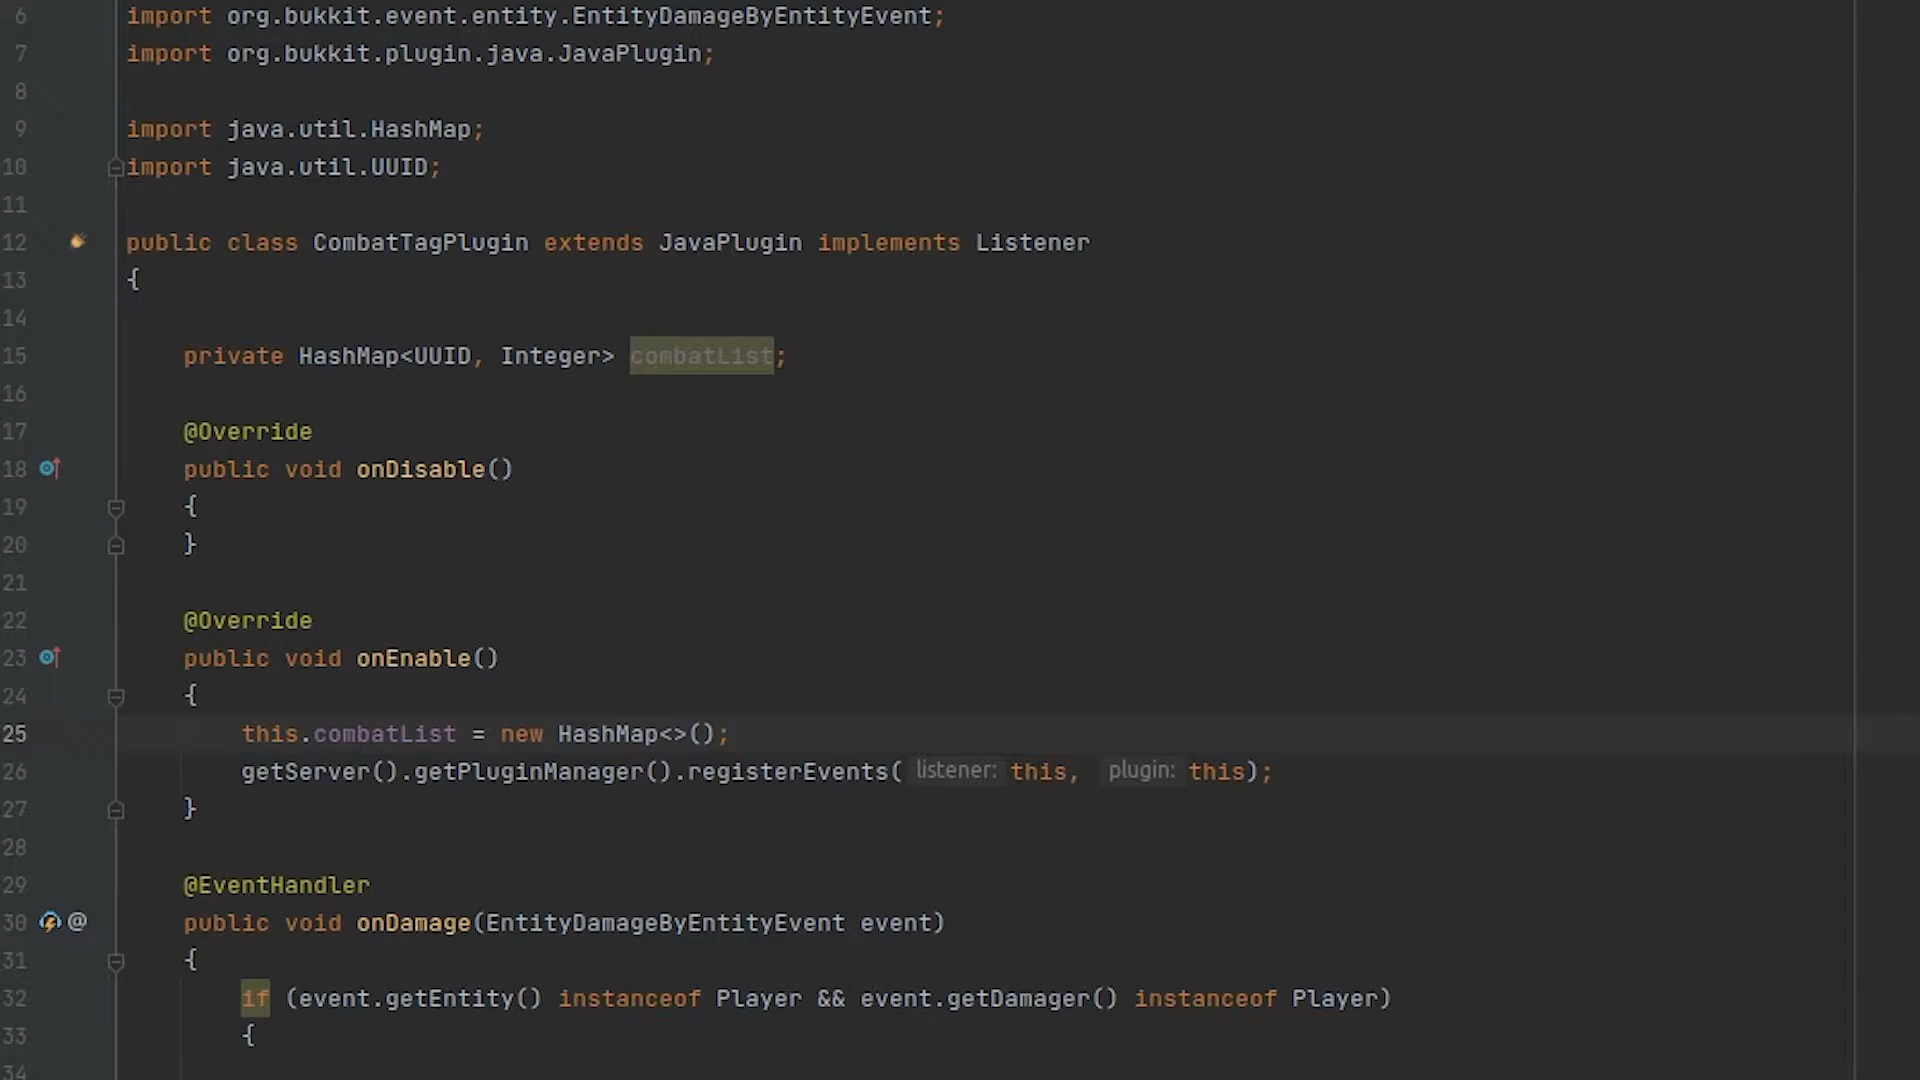 6 import org.bukkit.event.entity.EntityDamageByEntityEvent;
7 import org.bukkit.plugin.java.JavaPlugin;
8
9 import java.util.HashMap;
10 import java.util.UUID;
11
12 public class CombatTagPlugin extends JavaPlugin implements Listener
13 {
14
15 private HashMap<UUID, Integer> combatList;
16
17 @Override
18 public void onDisable()
19 {
20 }
21
22 @Override
23 public void onEnable()
24 {
25 this.combatList = new HashMap<>();
26 getServer().getPluginManager().registerEvents( listener: this, plugin: this);
27 }
28
29 @EventHandler
30 @ public void onDamage(EntityDamageByEntityEvent event)
31 {
32 if (event.getEntity() instanceof Player && event.getDamager() instanceof Player)
33 {
34